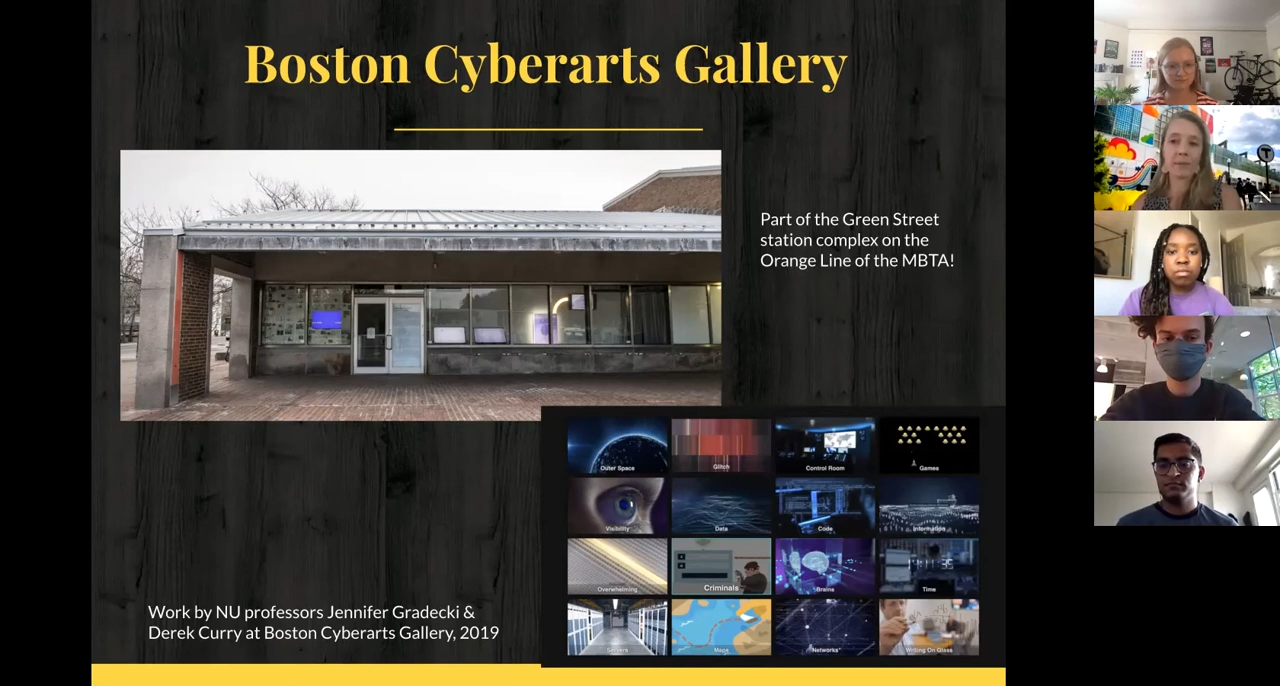 Boston Cyberarts Gallery
Part of the Green Street
station complex on the
Orange Line of the MBTA!
Outer Space
Glitch
Control Room
Games
Visibility
Data
Code
Information
Overwhelming
Criminals
Brains
Time
Servers
Maps
Networks
Writing On Glass
Work by NU professors Jennifer Gradecki &
Derek Curry at Boston Cyberarts Gallery, 2019
T